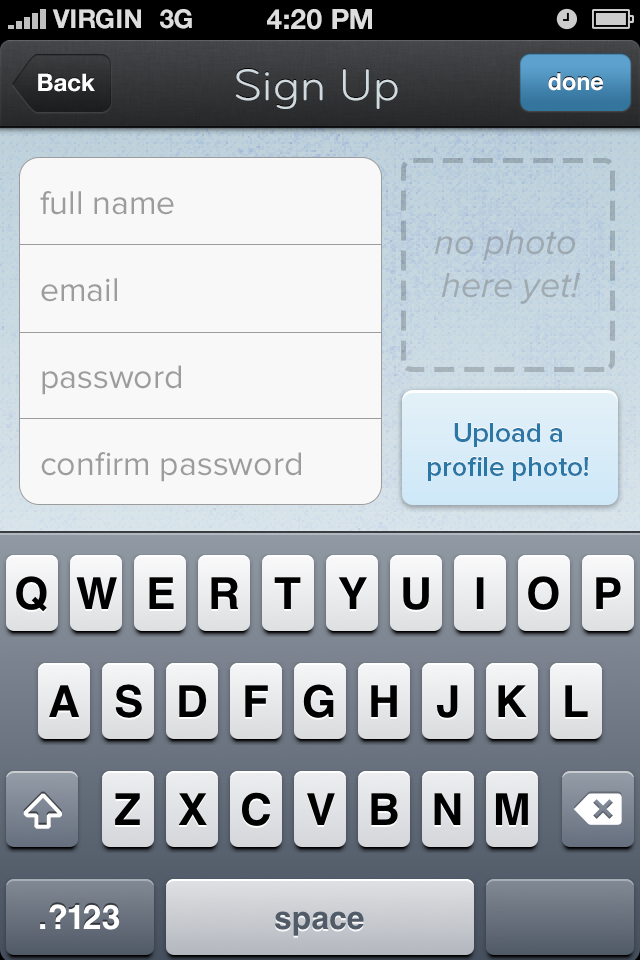 VIRGIN 3G 4:20 PM
Back Sign Up done
full name
email
password
confirm password
no photo
here yet!
Upload a
profile photo!
Q W E R T Y U I O P
A S D F G H J K L
Z X C V B N M
.?123 space